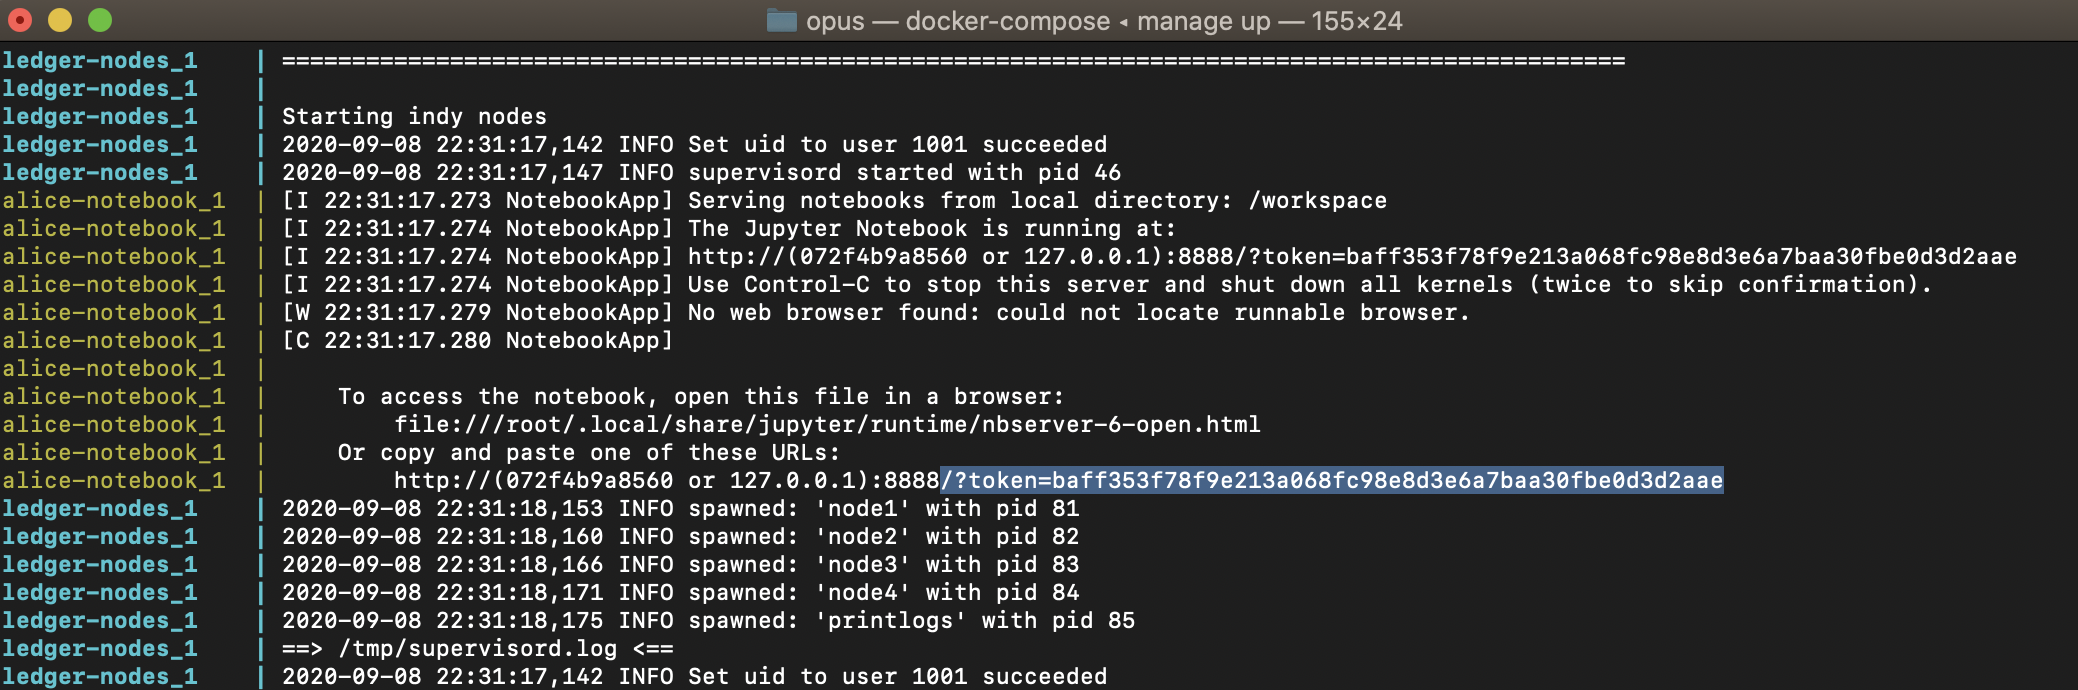 opus — docker-compose ◂ manage up — 155×24
ledger-nodes_1    | ================================================================================================
ledger-nodes_1    |
ledger-nodes_1    | Starting indy nodes
ledger-nodes_1    | 2020-09-08 22:31:17,142 INFO Set uid to user 1001 succeeded
ledger-nodes_1    | 2020-09-08 22:31:17,147 INFO supervisord started with pid 46
alice-notebook_1  | [I 22:31:17.273 NotebookApp] Serving notebooks from local directory: /workspace
alice-notebook_1  | [I 22:31:17.274 NotebookApp] The Jupyter Notebook is running at:
alice-notebook_1  | [I 22:31:17.274 NotebookApp] http://(072f4b9a8560 or 127.0.0.1):8888/?token=baff353f78f9e213a068fc98e8d3e6a7baa30fbe0d3d2aae
alice-notebook_1  | [I 22:31:17.274 NotebookApp] Use Control-C to stop this server and shut down all kernels (twice to skip confirmation).
alice-notebook_1  | [W 22:31:17.279 NotebookApp] No web browser found: could not locate runnable browser.
alice-notebook_1  | [C 22:31:17.280 NotebookApp]
alice-notebook_1  |
alice-notebook_1  |     To access the notebook, open this file in a browser:
alice-notebook_1  |         file:///root/.local/share/jupyter/runtime/nbserver-6-open.html
alice-notebook_1  |     Or copy and paste one of these URLs:
alice-notebook_1  |         http://(072f4b9a8560 or 127.0.0.1):8888/?token=baff353f78f9e213a068fc98e8d3e6a7baa30fbe0d3d2aae
ledger-nodes_1    | 2020-09-08 22:31:18,153 INFO spawned: 'node1' with pid 81
ledger-nodes_1    | 2020-09-08 22:31:18,160 INFO spawned: 'node2' with pid 82
ledger-nodes_1    | 2020-09-08 22:31:18,166 INFO spawned: 'node3' with pid 83
ledger-nodes_1    | 2020-09-08 22:31:18,171 INFO spawned: 'node4' with pid 84
ledger-nodes_1    | 2020-09-08 22:31:18,175 INFO spawned: 'printlogs' with pid 85
ledger-nodes_1    | ==> /tmp/supervisord.log <==
ledger-nodes_1    | 2020-09-08 22:31:17,142 INFO Set uid to user 1001 succeeded